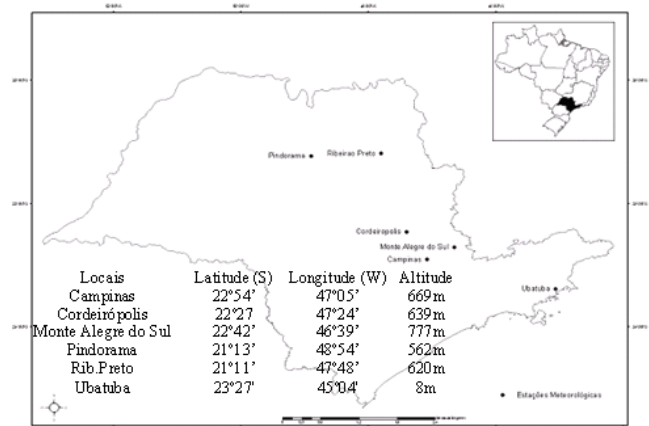 Pindorama
Ribeirao Preto
Cordeiropolis
Monte Alegre do Sul
Campinas
Ubatuba
Locais Latitude (S) Longitude (W) Altitude
Campinas 22°54' 47°05' 669m
Cordeirópolis 22°27 47°24' 639m
Monte Alegre do Sul 22°42' 46°39' 777m
Pindorama 21°13' 48°54' 562m
Rib.Preto 21°11' 47°48' 620m
Ubatuba 23°27' 45°04' 8m
Estações Meteorológicas